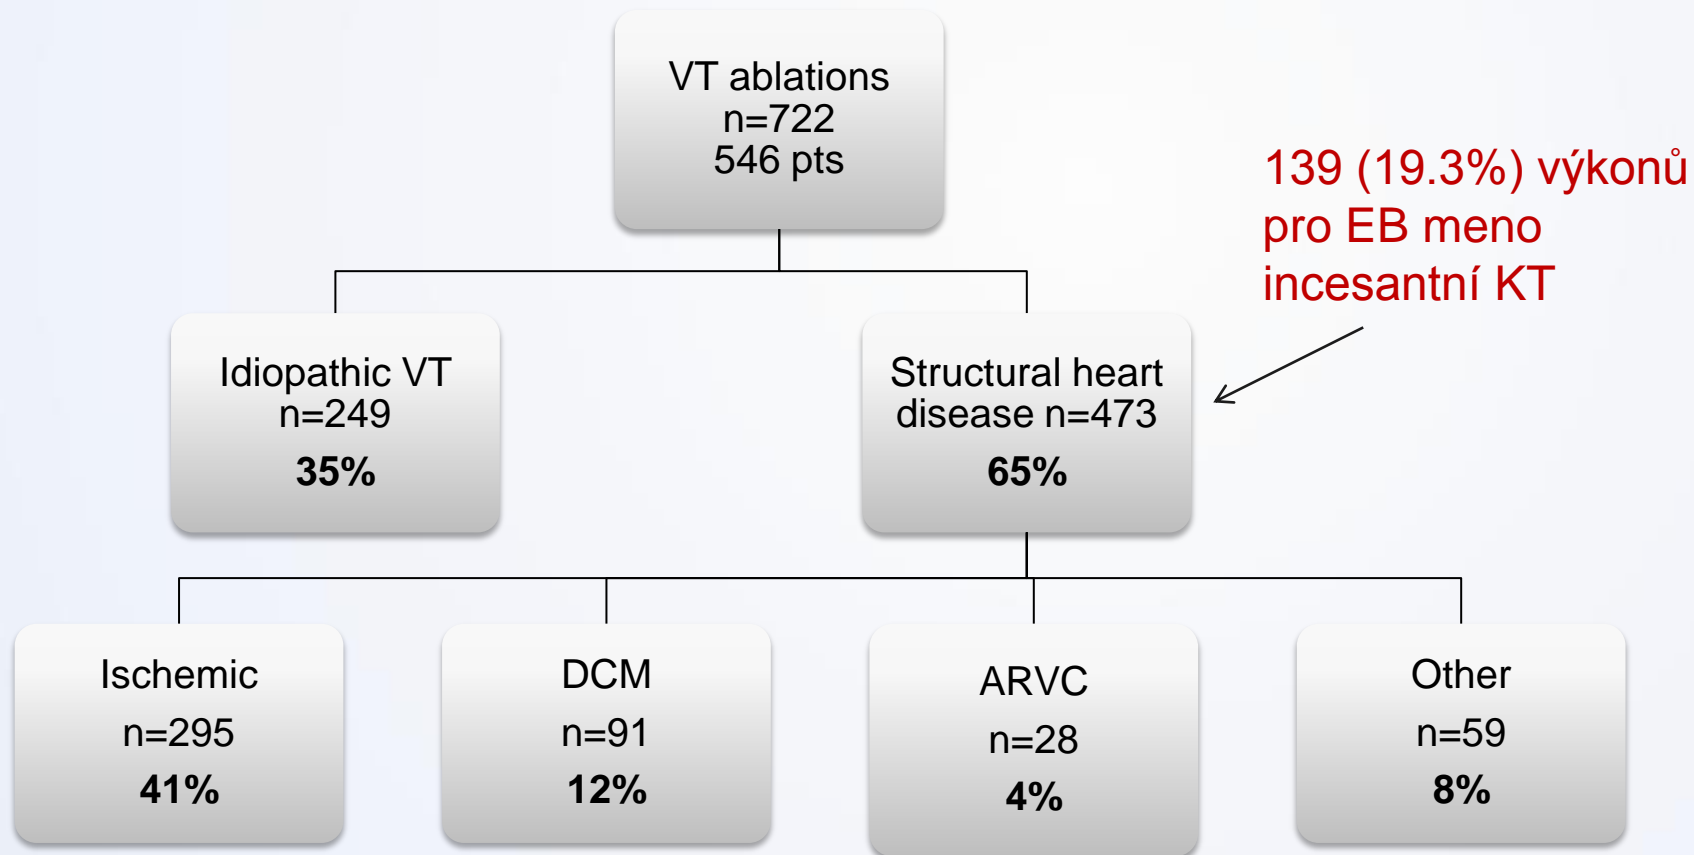 VT ablations
n=722
546 pts
139 (19.3%) výkonů
pro EB meno
incesantní KT
Idiopathic VT
n=249
35%
Structural heart
disease n=473
65%
Ischemic
n=295
41%
DCM
n=91
12%
ARVC
n=28
4%
Other
n=59
8%